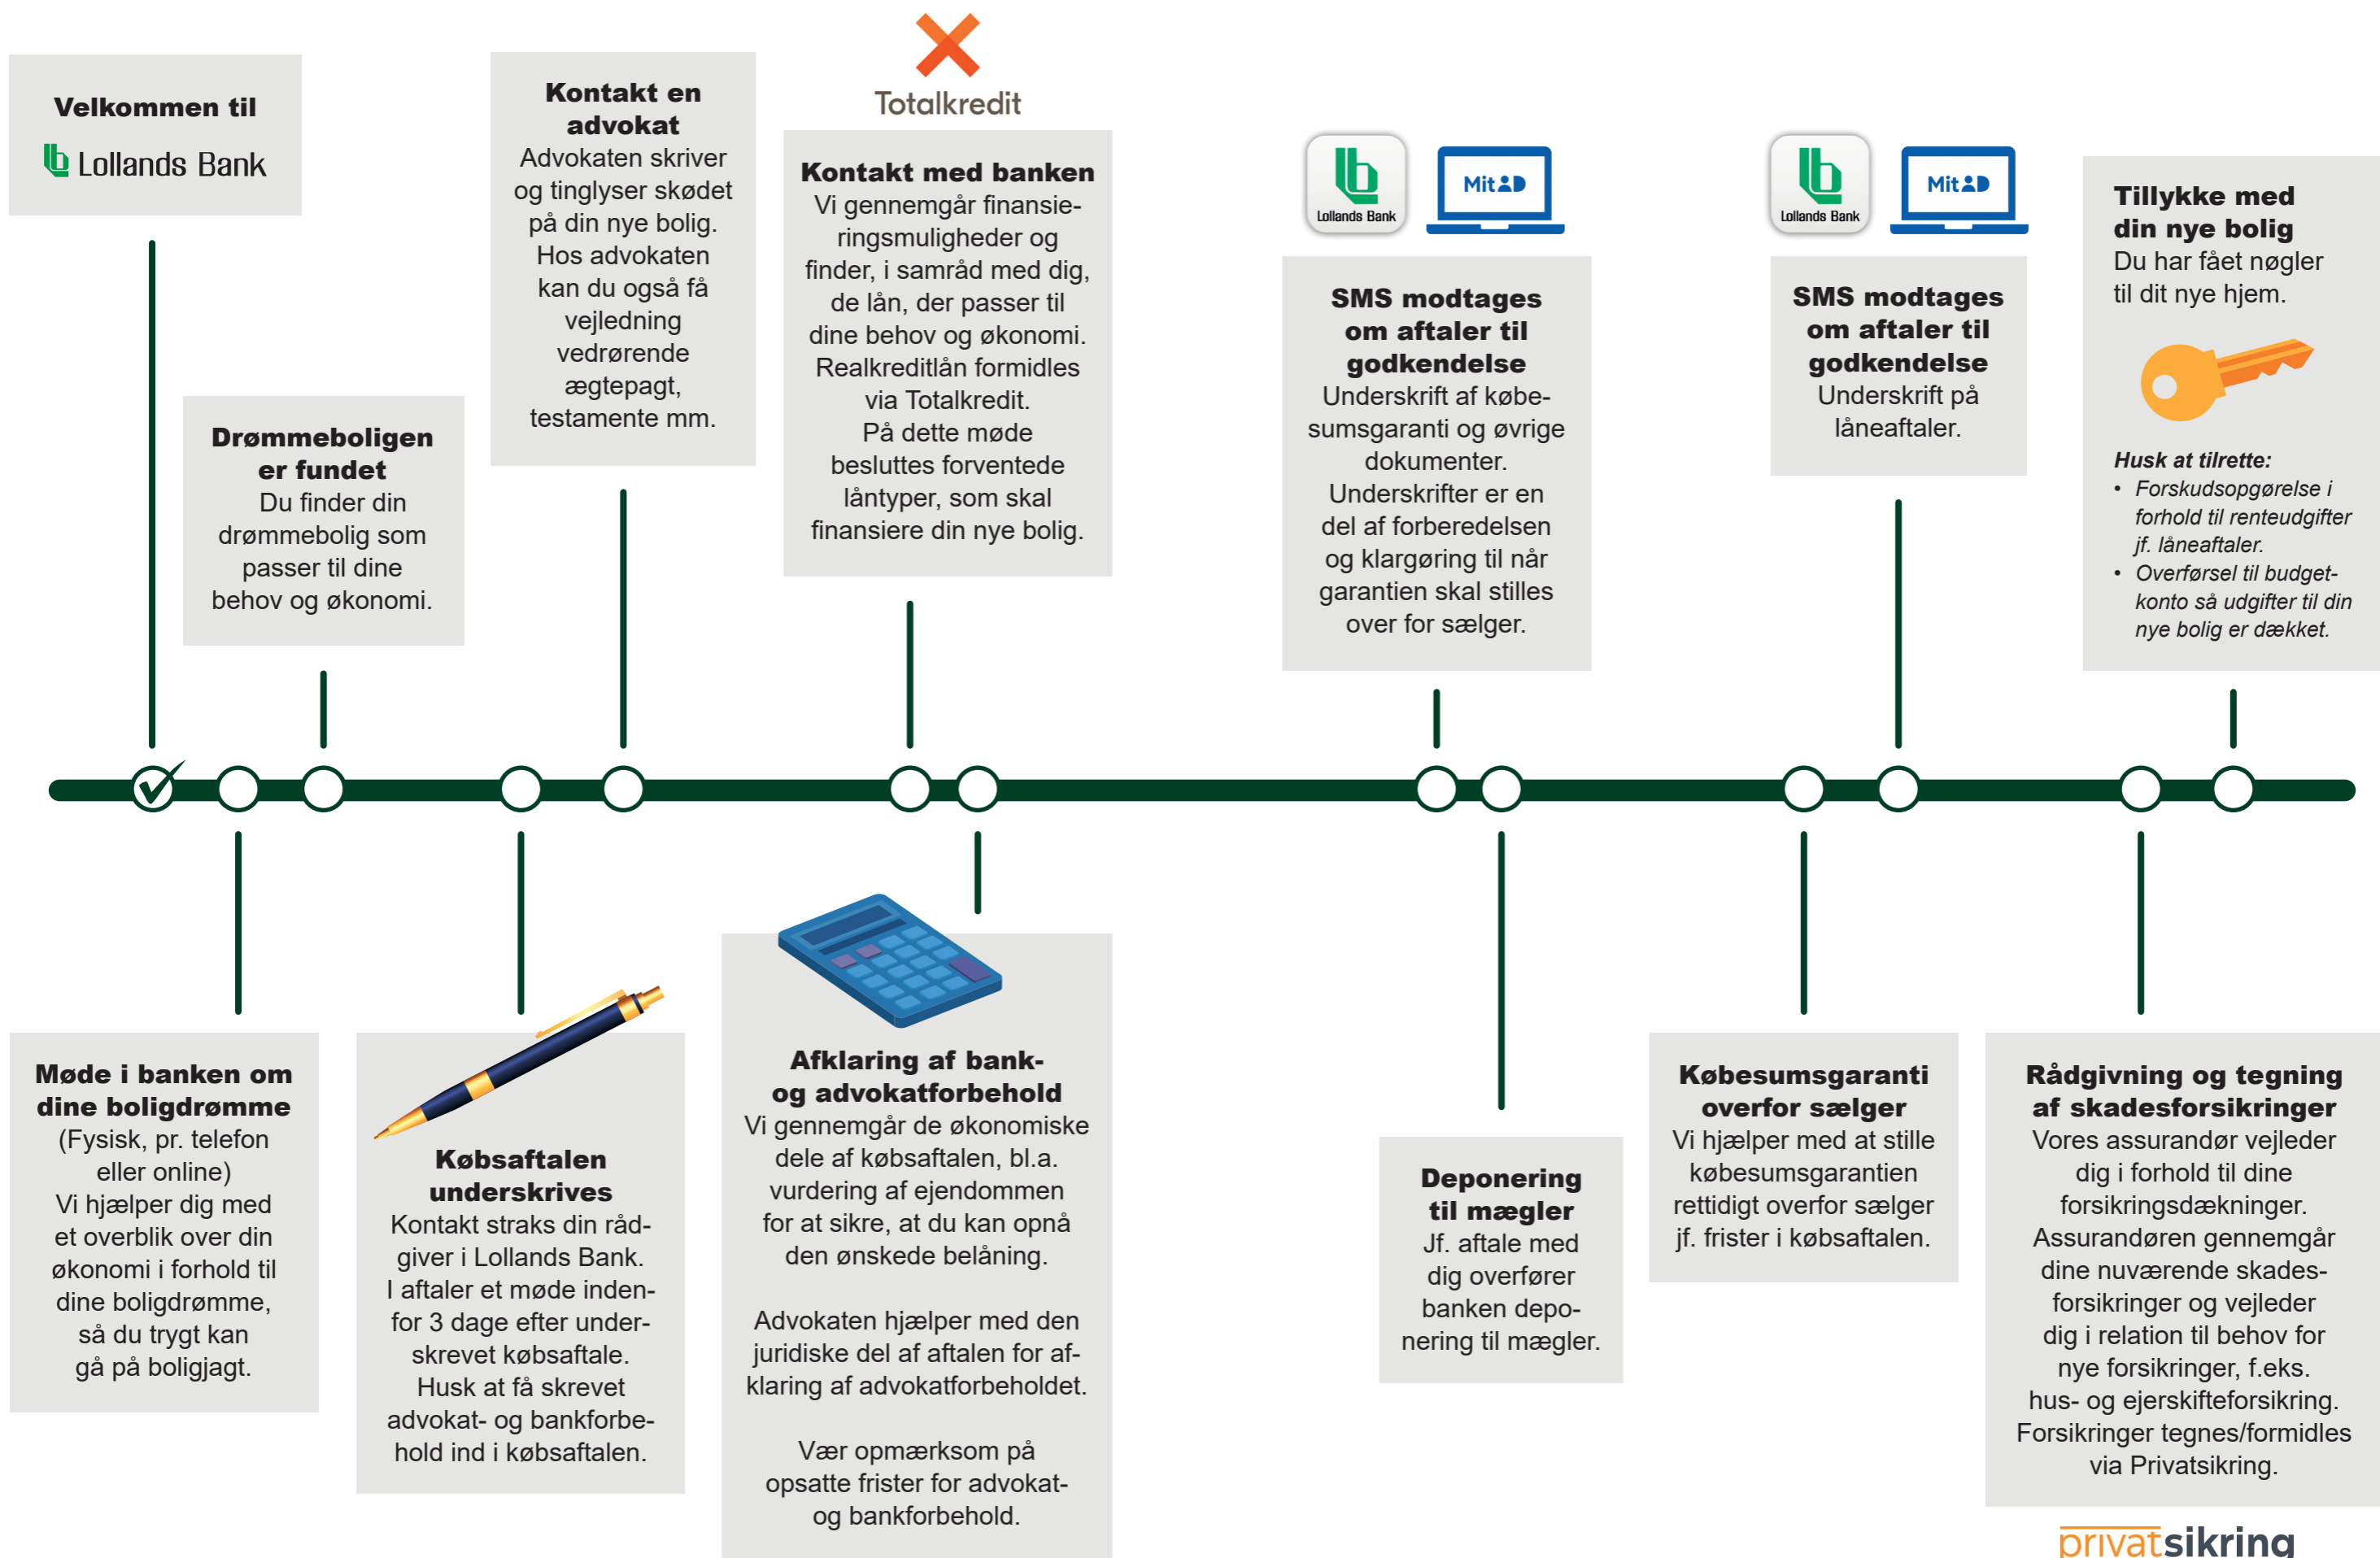 Velkommen til
Lollands Bank
Møde i banken om
dine boligdrømme
(Fysisk, pr. telefon
eller online)
Vi hjælper dig med
et overblik over din
økonomi i forhold til
dine boligdrømme,
så du trygt kan
gå på boligjagt.
Drømmeboligen
er fundet
Du finder din
drømmebolig som
passer til dine
behov og økonomi.
Købsaftalen
underskrives
Kontakt straks din råd-
giver i Lollands Bank.
I aftaler et møde inden-
for 3 dage efter under-
skrevet købsaftale.
Husk at få skrevet
advokat- og bankforbe-
hold ind i købsaftalen.
Kontakt en
advokat
Advokaten skriver
og tinglyser skødet
på din nye bolig.
Hos advokaten
kan du også få
vejledning
vedrørende
ægtepagt,
testamente mm.
Totalkredit
Kontakt med banken
Vi gennemgår finansie-
ringsmuligheder og
finder, i samråd med dig,
de lån, der passer til
dine behov og økonomi.
Realkreditlån formidles
via Totalkredit.
På dette møde
besluttes forventede
låntyper, som skal
finansiere din nye bolig.
Afklaring af bank-
og advokatforbehold
Vi gennemgår de økonomiske
dele af købsaftalen, bl.a.
vurdering af ejendommen
for at sikre, at du kan opnå
den ønskede belåning.
Advokaten hjælper med den
juridiske del af aftalen for af-
klaring af advokatforbeholdet.
Vær opmærksom på
opsatte frister for advokat-
og bankforbehold.
Lollands Bank
Mit ID
SMS modtages
om aftaler til
godkendelse
Underskrift af købe-
sumsgaranti og øvrige
dokumenter.
Underskrifter er en
del af forberedelsen
og klargøring til når
garantien skal stilles
over for sælger.
Deponering
til mægler
Jf. aftale med
dig overfører
banken depo-
nering til mægler.
Købesumsgaranti
overfor sælger
Vi hjælper med at stille
købesumsgarantien
rettidigt overfor sælger
jf. frister i købsaftalen.
Lollands Bank
Mit ID
SMS modtages
om aftaler til
godkendelse
Underskrift på
låneaftaler.
Rådgivning og tegning
af skadesforsikringer
Vores assurandør vejleder
dig i forhold til dine
forsikringsdækninger.
Assurandøren gennemgår
dine nuværende skades-
forsikringer og vejleder
dig i relation til behov for
nye forsikringer, f.eks.
hus- og ejerskifteforsikring.
Forsikringer tegnes/formidles
via Privatsikring.
privatsikring
Tillykke med
din nye bolig
Du har fået nøgler
til dit nye hjem.
Husk at tilrette:
• Forskudsopgørelse i
forhold til renteudgifter
jf. låneaftaler.
• Overførsel til budget-
konto så udgifter til din
nye bolig er dækket.